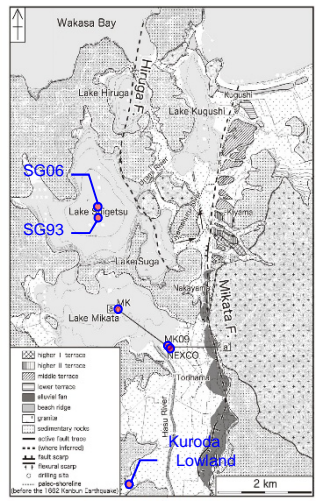 Wakasa Bay
Lake Hiruga
Hiruga F.
Lake Kugushi
Kugushi
SG06
Lake Suigetsu
SG93
Kiyama
Lake Suga
Nakayama
Mikata F.
MK
Lake Mikata
MK09
NEXCO
Torihama
Hasu River
higher I terrace
higher II terrace
middle terrace
lower terrace
alluvial fan
beach ridge
granite
sedimentary rocks
active fault trace
(where inferred)
fault scarp
flexural scarp
drilling site
paleo-shoreline
(before the 1662 Kanbun Earthquake)
Kuroda
Lowland
2 km